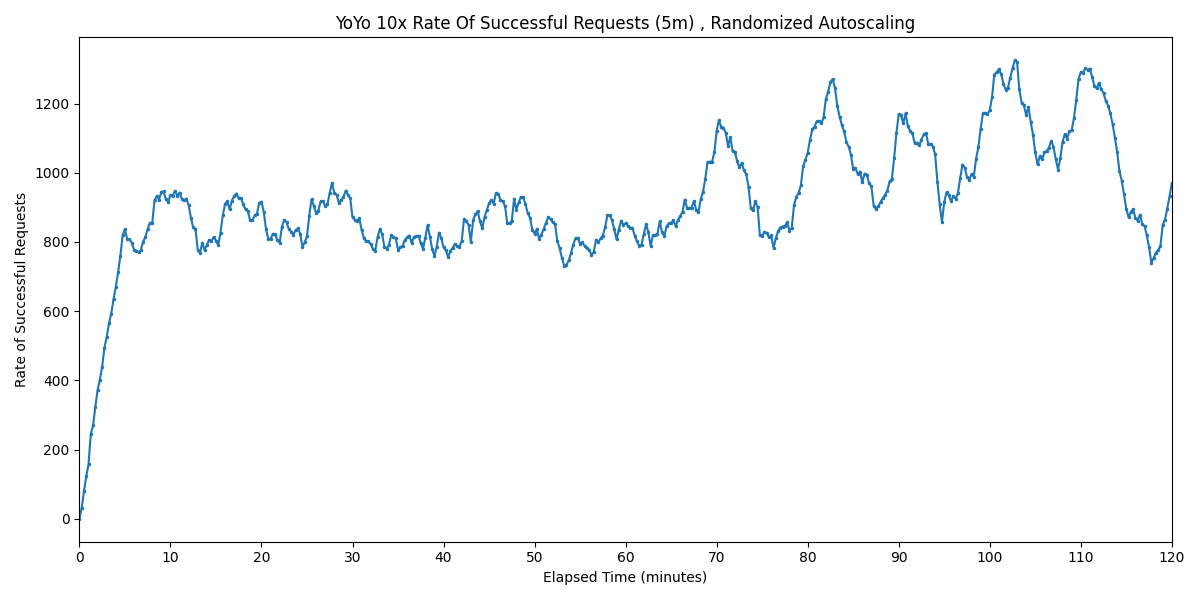 YoYo 10x Rate Of Successful Requests (5m) , Randomized Autoscaling
Rate of Successful Requests
1200
1000
800
600
400
200
0
0 10 20 30 40 50 60 70 80 90 100 110 120
Elapsed Time (minutes)